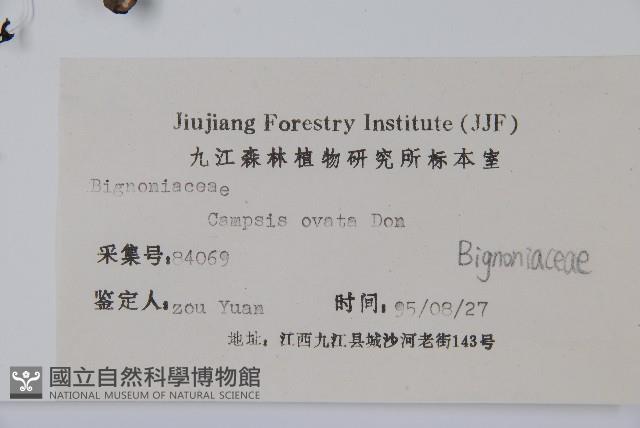 Jiujiang Forestry Institute (JJF)
九江森林植物研究所标本室
Bignoniaceae
Campsis ovata Don
采集号:84069
Bignoniaceae
鉴定人:zou Yuan 时间:95/08/27
地址:江西九江县城沙河老街143号
國立自然科學博物館
NATIONAL MUSEUM OF NATURAL SCIENCE